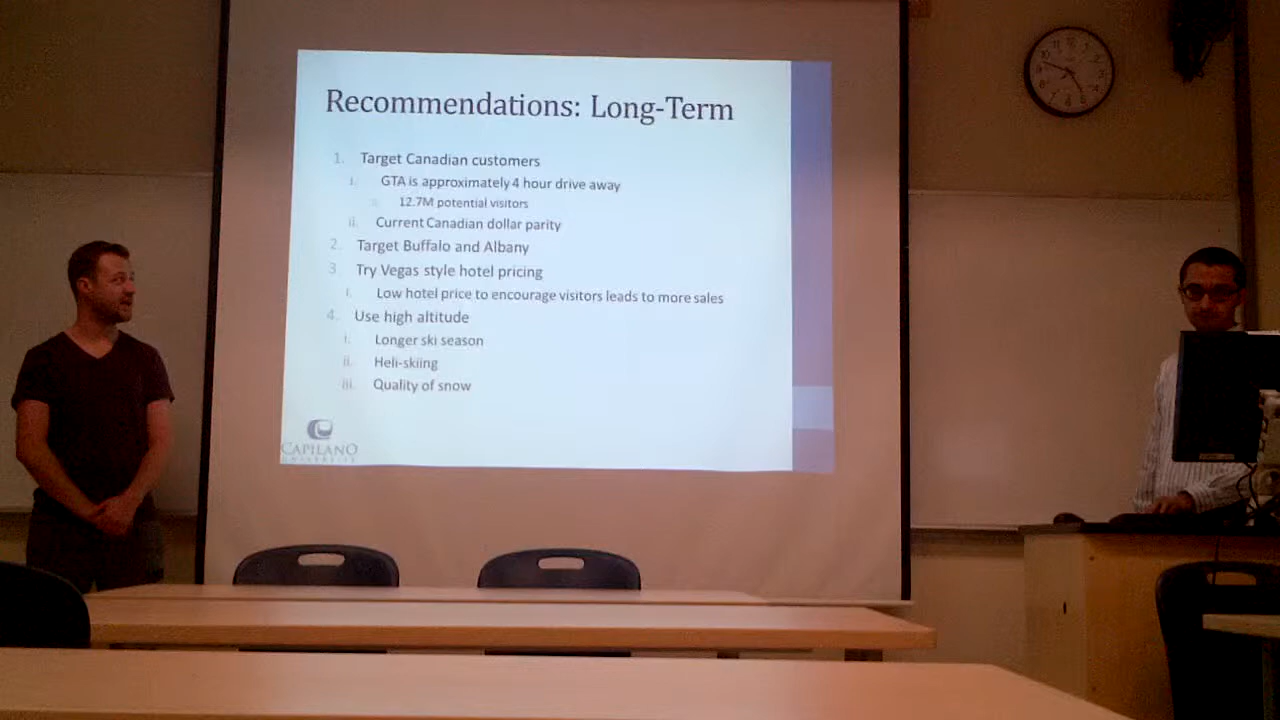 Recommendations: Long-Term
1. Target Canadian customers
i. GTA is approximately 4 hour drive away
12.7M potential visitors
ii. Current Canadian dollar parity
2. Target Buffalo and Albany
3. Try Vegas style hotel pricing
i. Low hotel price to encourage visitors leads to more sales
4. Use high altitude
i. Longer ski season
ii. Heli-skiing
iii. Quality of snow
CAPILANO
UNIVERSITY